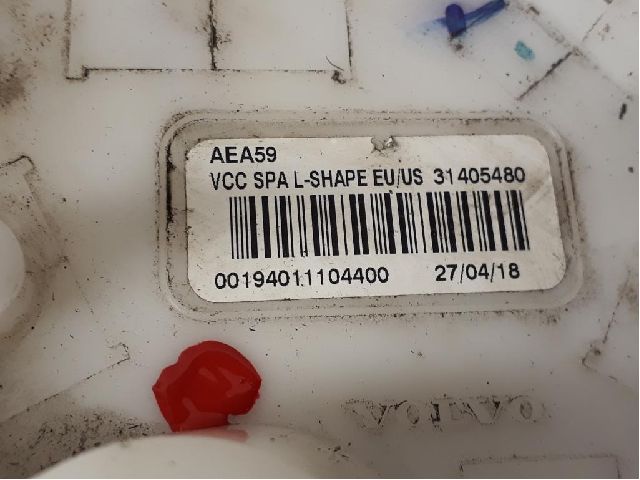 AEA59
VCC SPA L-SHAPE EU/US 31405480
00194011104400 27/04/18
VOLVO